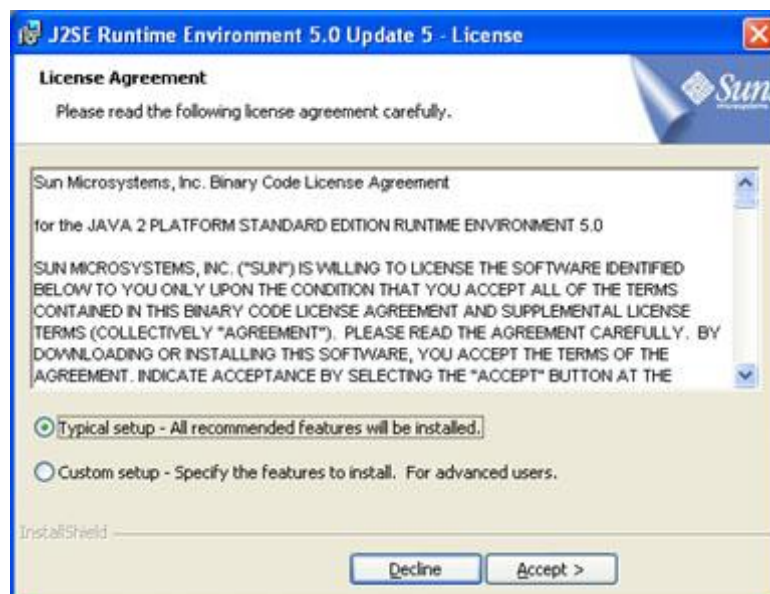 J2SE Runtime Environment 5.0 Update 5 - License
License Agreement
Please read the following license agreement carefully.
Sun
microsystems
Sun Microsystems, Inc. Binary Code License Agreement
for the JAVA 2 PLATFORM STANDARD EDITION RUNTIME ENVIRONMENT 5.0
SUN MICROSYSTEMS, INC. ("SUN") IS WILLING TO LICENSE THE SOFTWARE IDENTIFIED
BELOW TO YOU ONLY UPON THE CONDITION THAT YOU ACCEPT ALL OF THE TERMS
CONTAINED IN THIS BINARY CODE LICENSE AGREEMENT AND SUPPLEMENTAL LICENSE
TERMS (COLLECTIVELY "AGREEMENT"). PLEASE READ THE AGREEMENT CAREFULLY. BY
DOWNLOADING OR INSTALLING THIS SOFTWARE, YOU ACCEPT THE TERMS OF THE
AGREEMENT. INDICATE ACCEPTANCE BY SELECTING THE "ACCEPT" BUTTON AT THE
Typical setup - All recommended features will be installed.
Custom setup - Specify the features to install. For advanced users.
InstallShield
Decline
Accept >